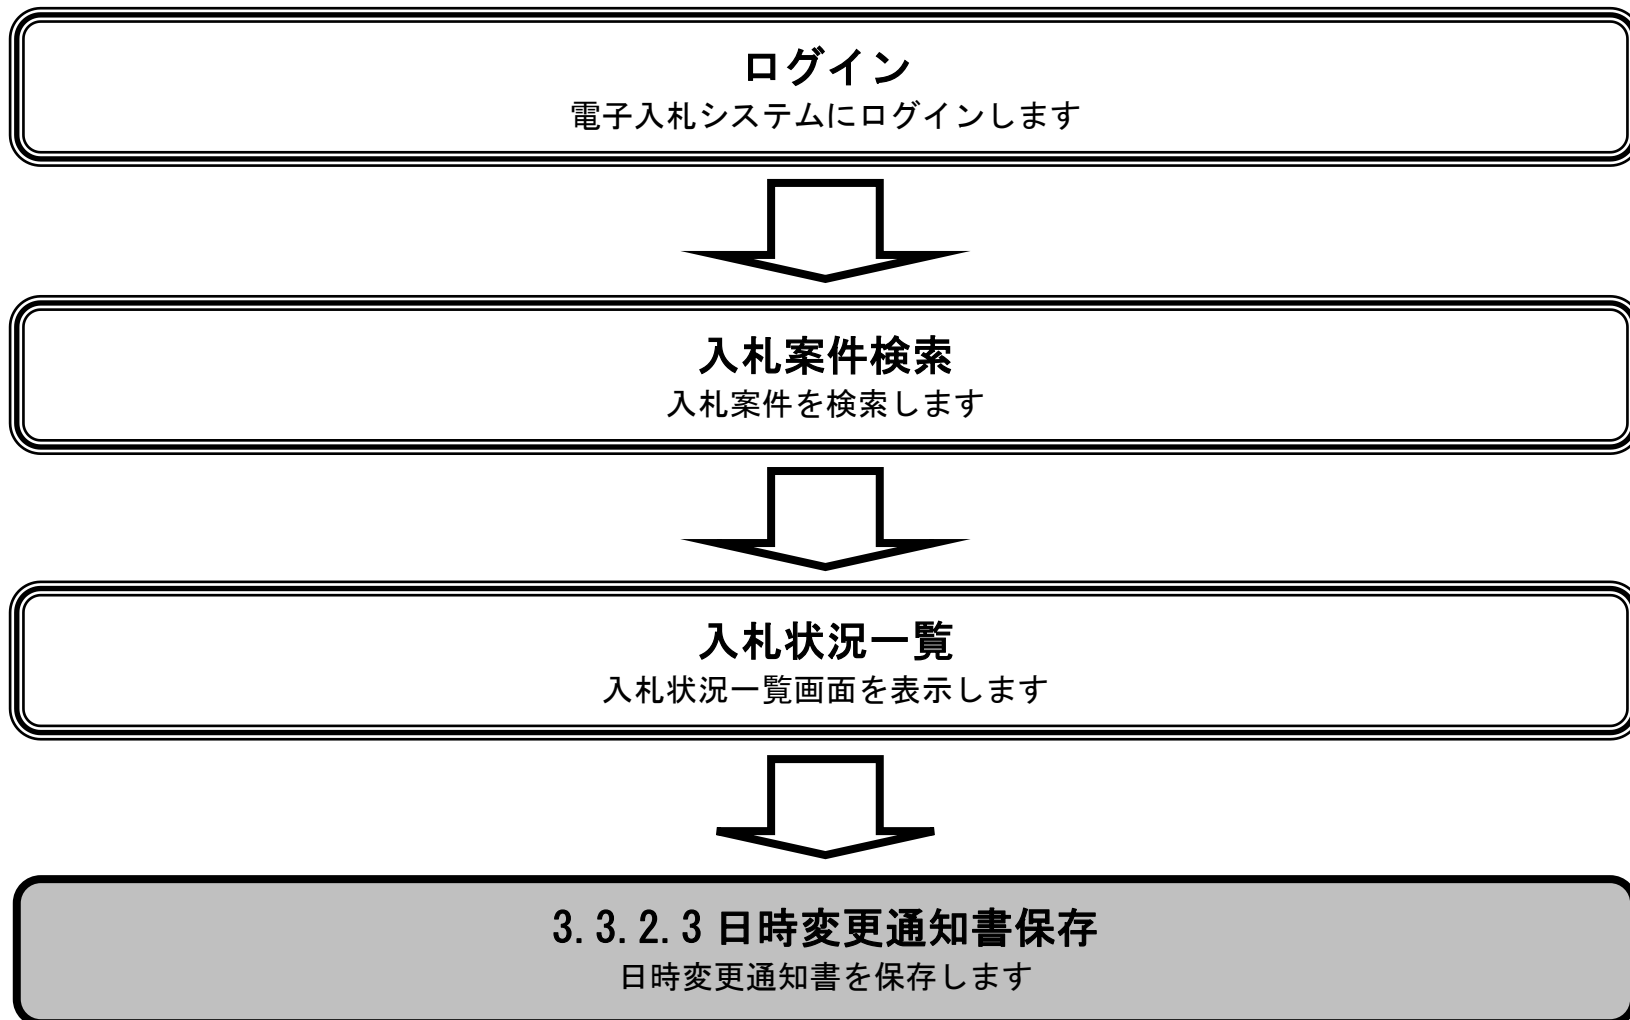 ログイン
電子入札システムにログインします
入札案件検索
入札案件を検索します
入札状況一覧
入札状況一覧画面を表示します
3.3.2.3 日時変更通知書保存
日時変更通知書を保存します